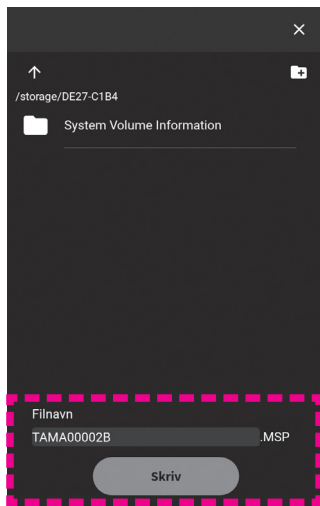 /storage/DE27-C1B4
System Volume Information
Filnavn
TAMA00002B .MSP
Skriv